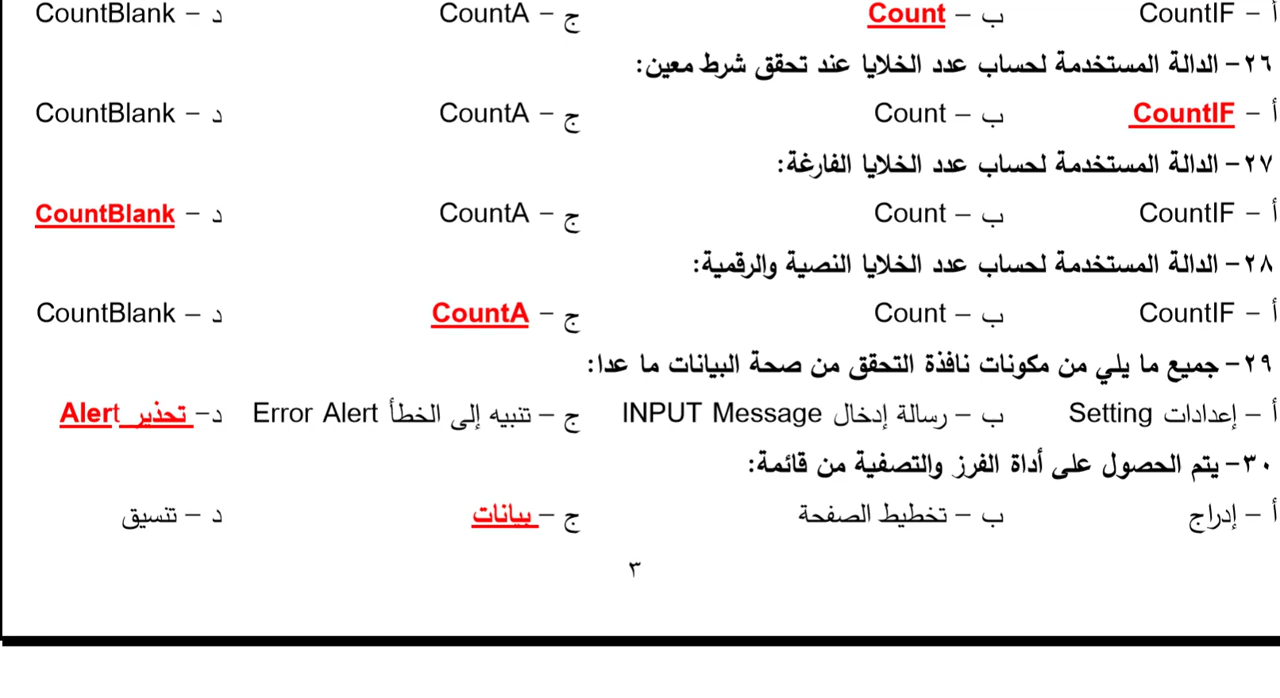 أ – CountIF ب – Count ج – CountA د – CountBlank
٢٦- الدالة المستخدمة لحساب عدد الخلايا عند تحقق شرط معين:
أ – CountIF ب – Count ج – CountA د – CountBlank
٢٧- الدالة المستخدمة لحساب عدد الخلايا الفارغة:
أ – CountIF ب – Count ج – CountA د – CountBlank
٢٨- الدالة المستخدمة لحساب عدد الخلايا النصية والرقمية:
أ – CountIF ب – Count ج – CountA د – CountBlank
٢٩- جميع ما يلي من مكونات نافذة التحقق من صحة البيانات ما عدا:
أ – إعدادات Setting ب – رسالة إدخال INPUT Message ج – تنبيه إلى الخطأ Error Alert د- تحذير Alert
٣٠- يتم الحصول على أداة الفرز والتصفية من قائمة:
أ – إدراج ب – تخطيط الصفحة ج – بيانات د – تنسيق
٣